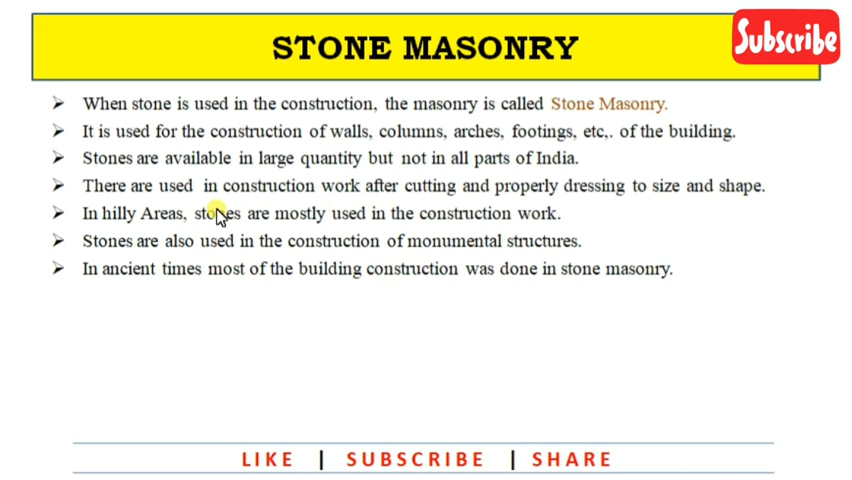 STONE MASONRY
Subscribe
When stone is used in the construction, the masonry is called Stone Masonry.
It is used for the construction of walls, columns, arches, footings, etc,. of the building.
Stones are available in large quantity but not in all parts of India.
There are used in construction work after cutting and properly dressing to size and shape.
In hilly Areas, stones are mostly used in the construction work.
Stones are also used in the construction of monumental structures.
In ancient times most of the building construction was done in stone masonry.
LIKE | SUBSCRIBE | SHARE